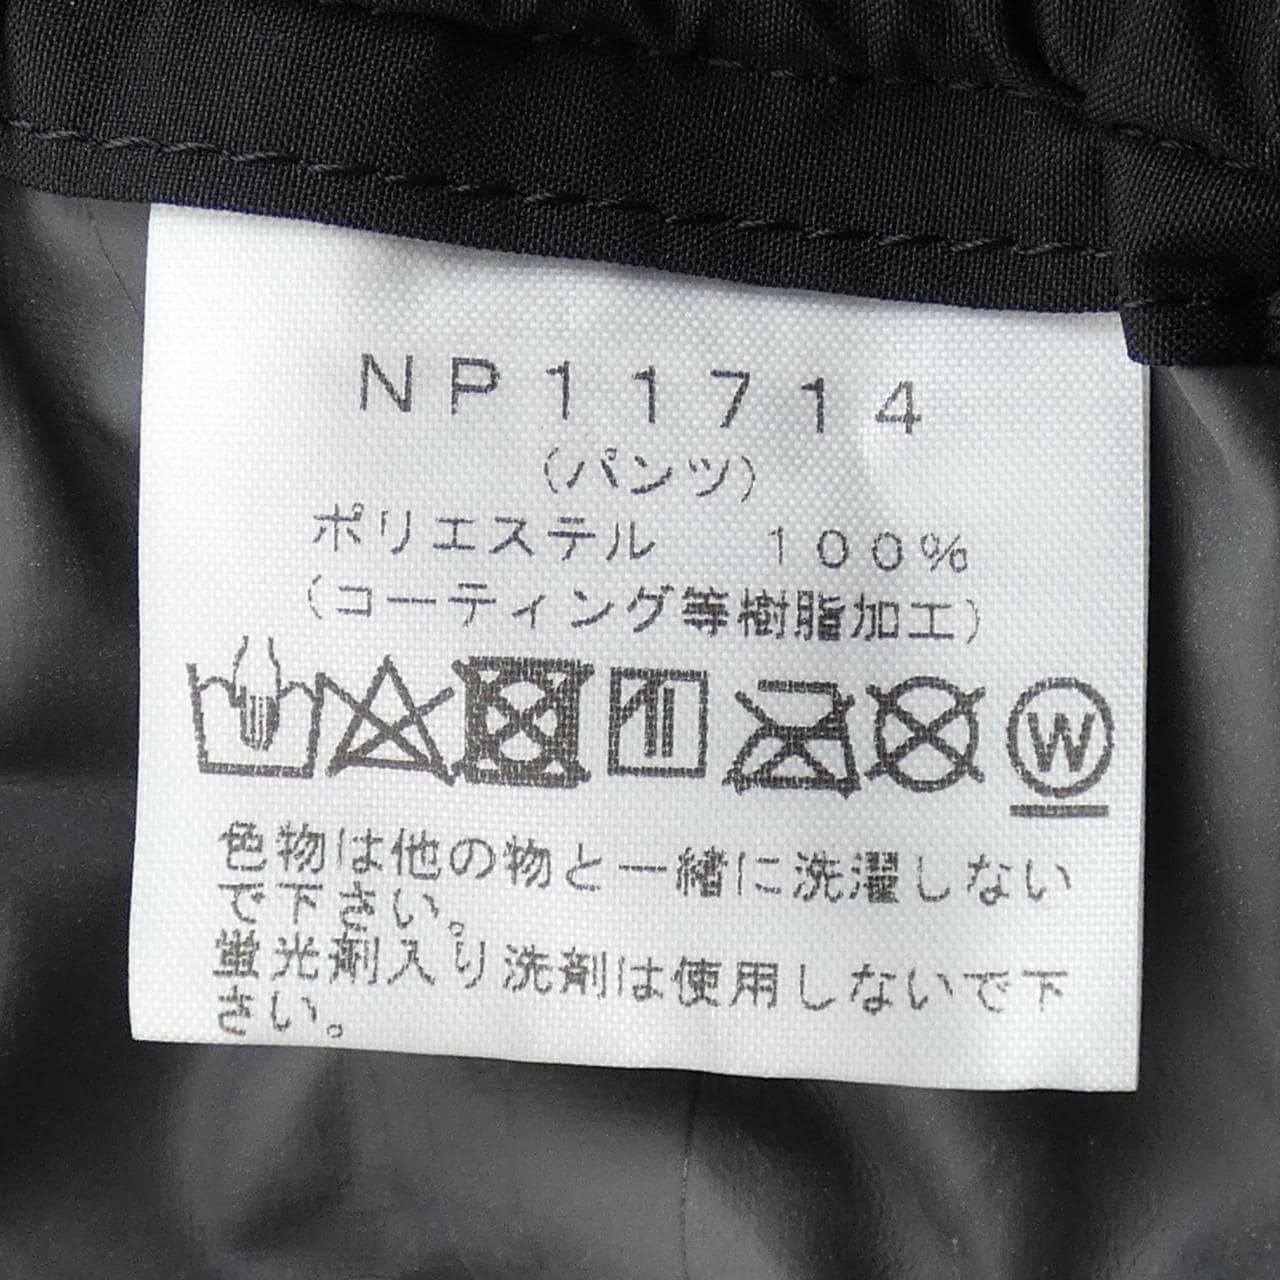 NP11714
(パンツ)
ポリエステル 100%
(コーティング等樹脂加工)
W
色物は他の物と一緒に洗濯しない
で下さい。
蛍光剤入り洗剤は使用しないで下
さい。